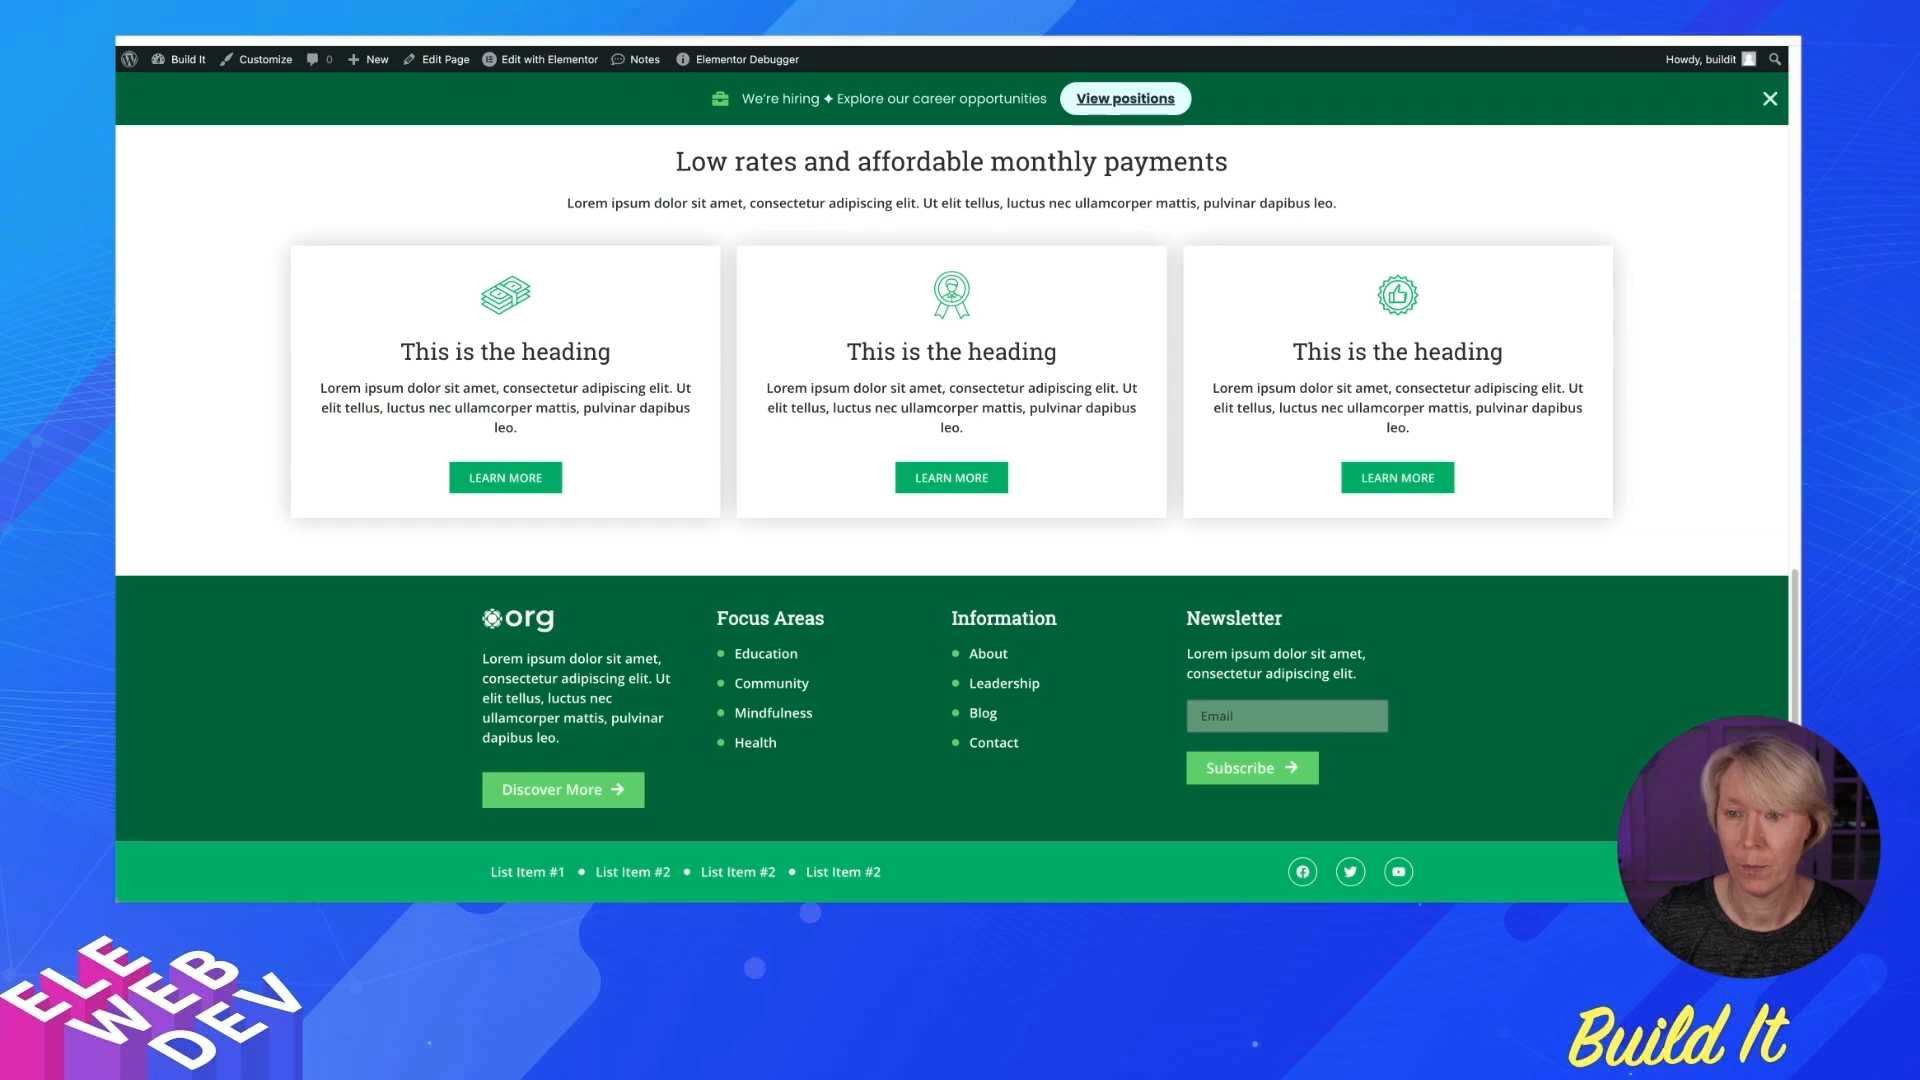 Build It
Customize
0
New
Edit Page
Edit with Elementor
Notes
Elementor Debugger
Howdy, buildit
We're hiring ✦ Explore our career opportunities
View positions
Low rates and affordable monthly payments
Lorem ipsum dolor sit amet, consectetur adipiscing elit. Ut elit tellus, luctus nec ullamcorper mattis, pulvinar dapibus leo.
This is the heading
Lorem ipsum dolor sit amet, consectetur adipiscing elit. Ut
elit tellus, luctus nec ullamcorper mattis, pulvinar dapibus
leo.
LEARN MORE
This is the heading
Lorem ipsum dolor sit amet, consectetur adipiscing elit. Ut
elit tellus, luctus nec ullamcorper mattis, pulvinar dapibus
leo.
LEARN MORE
This is the heading
Lorem ipsum dolor sit amet, consectetur adipiscing elit. Ut
elit tellus, luctus nec ullamcorper mattis, pulvinar dapibus
leo.
LEARN MORE
org
Lorem ipsum dolor sit amet,
consectetur adipiscing elit. Ut
elit tellus, luctus nec
ullamcorper mattis, pulvinar
dapibus leo.
Discover More
Focus Areas
Education
Community
Mindfulness
Health
Information
About
Leadership
Blog
Contact
Newsletter
Lorem ipsum dolor sit amet,
consectetur adipiscing elit.
Email
Subscribe
List Item #1
List Item #2
List Item #2
List Item #2
ELE
WEB
DEV
Build It